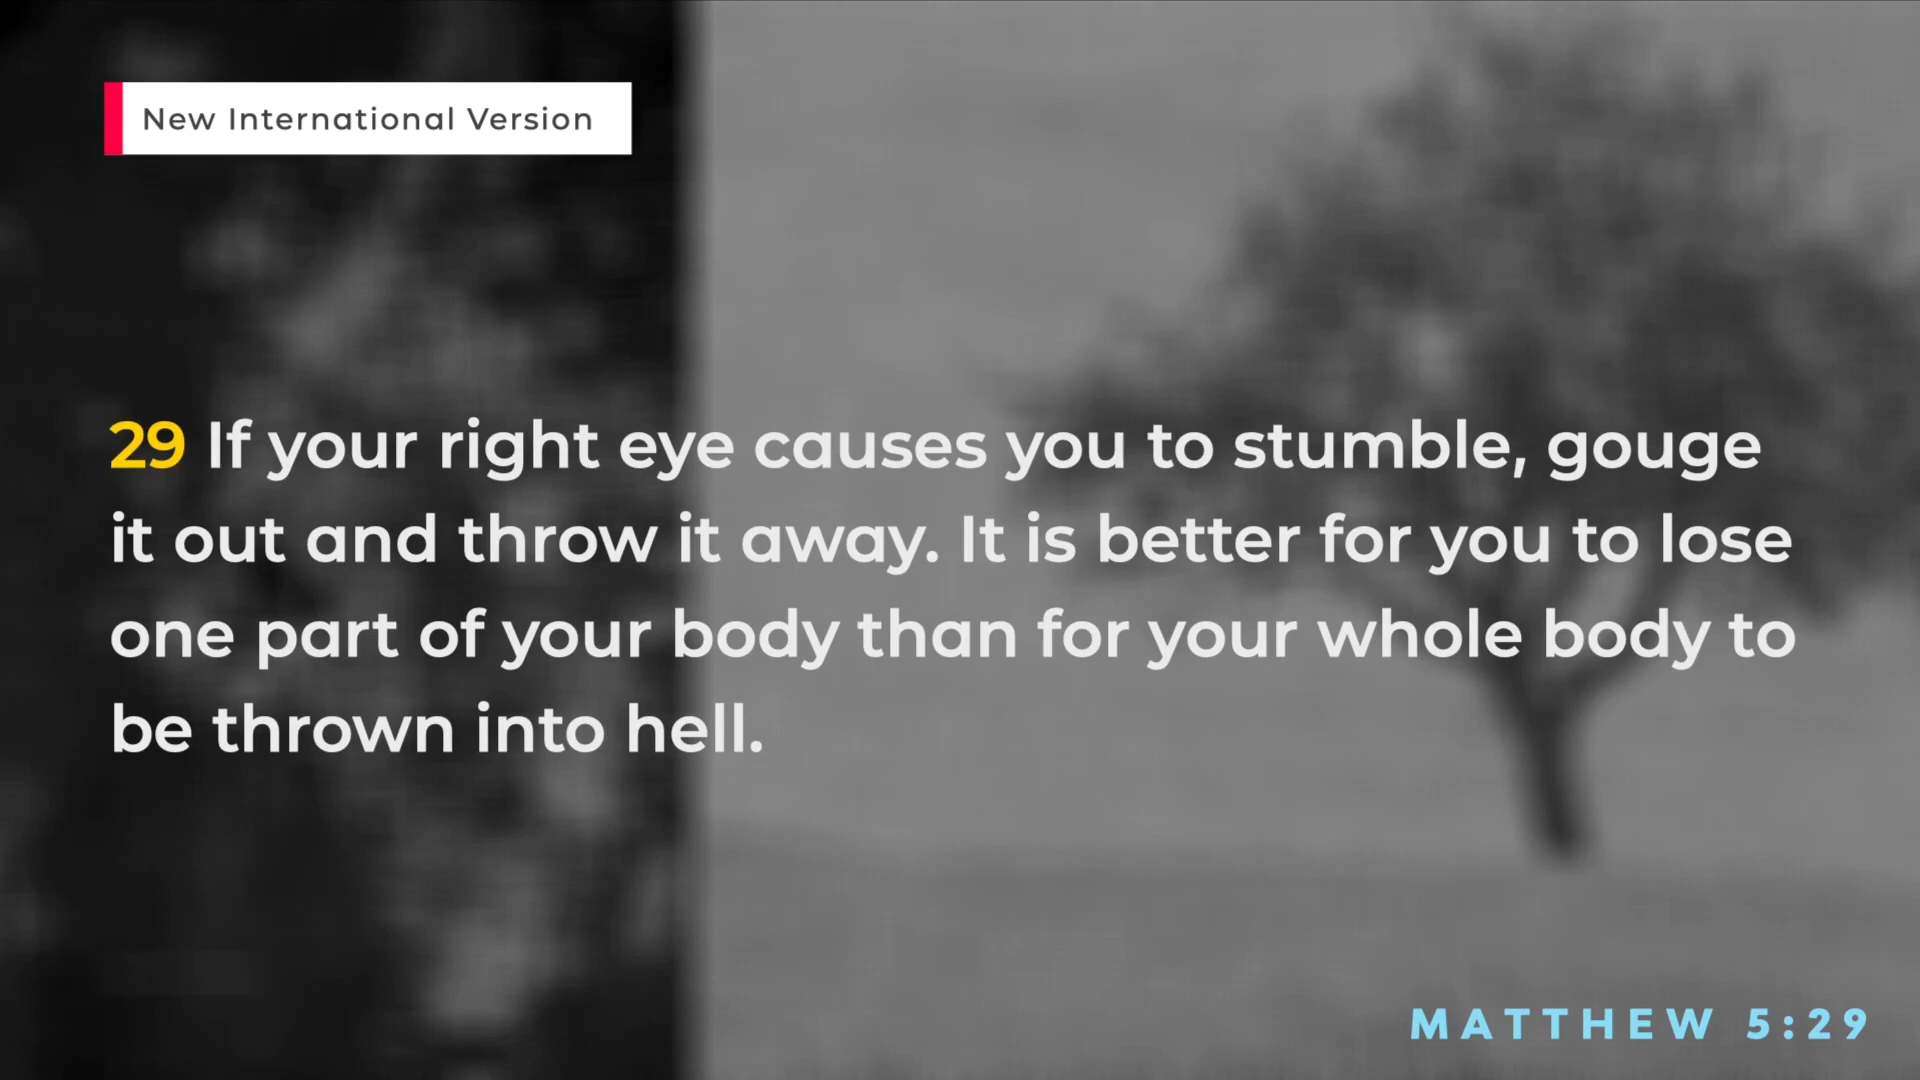 New International Version
29 If your right eye causes you to stumble, gouge
it out and throw it away. It is better for you to lose
one part of your body than for your whole body to
be thrown into hell.
MATTHEW 5:29